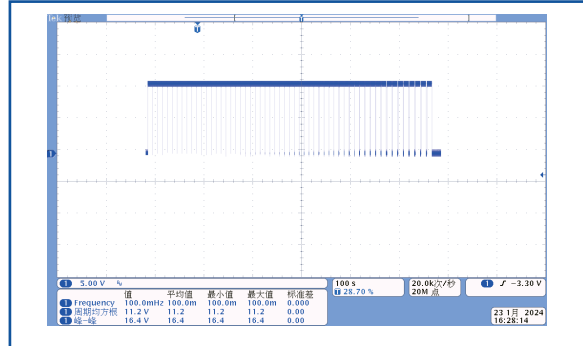 Tek 预览
T
T
1
1 5.00 V
100 s
T 28.70 %
20.0k次/秒
20M 点
1 -3.30 V
值 平均值 最小值 最大值 标准差
1 Frequency 100.0mHz 100.0m 100.0m 100.0m 0.000
1 周期均方根 11.2 V 11.2 11.2 11.2 0.00
1 峰-峰 16.4 V 16.4 16.4 16.4 0.00
23 1月 2024
16:28:14